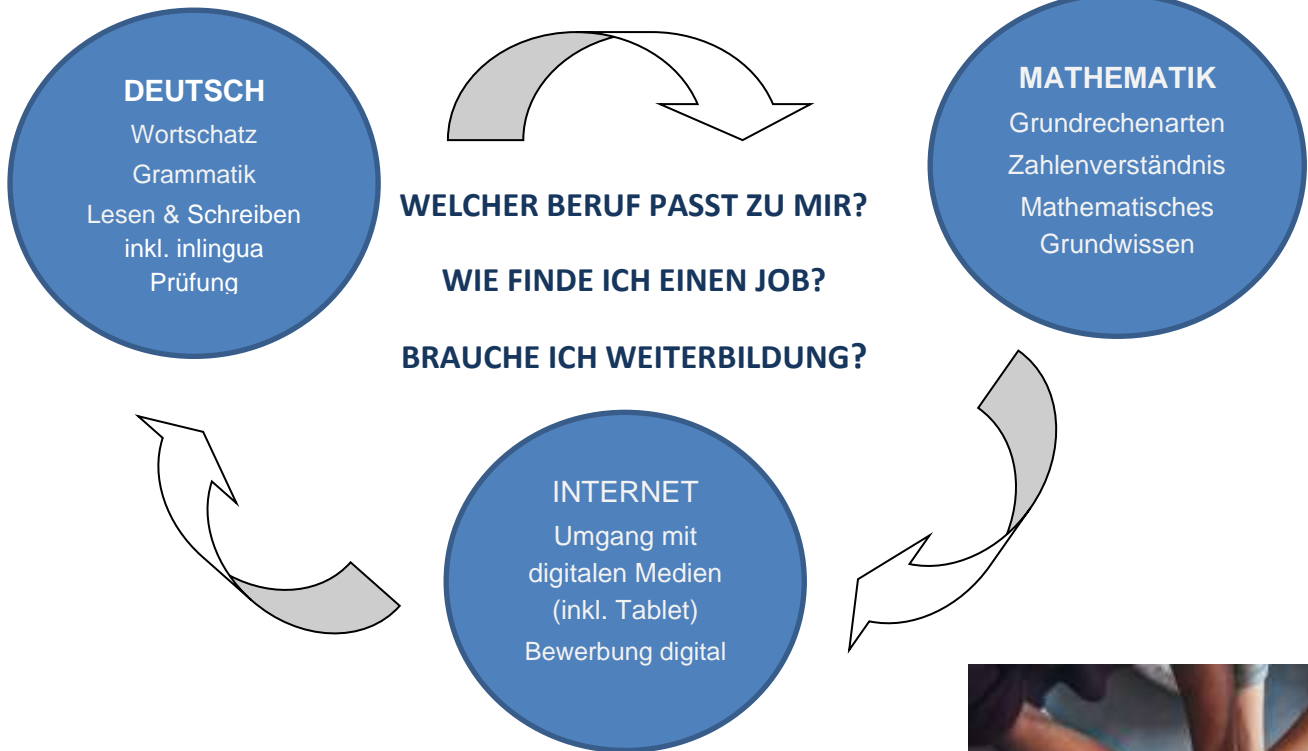 DEUTSCH
Wortschatz
Grammatik
Lesen & Schreiben
inkl. inlingua
Prüfung
WELCHER BERUF PASST ZU MIR?
WIE FINDE ICH EINEN JOB?
BRAUCHE ICH WEITERBILDUNG?
MATHEMATIK
Grundrechenarten
Zahlenverständnis
Mathematisches
Grundwissen
INTERNET
Umgang mit
digitalen Medien
(inkl. Tablet)
Bewerbung digital